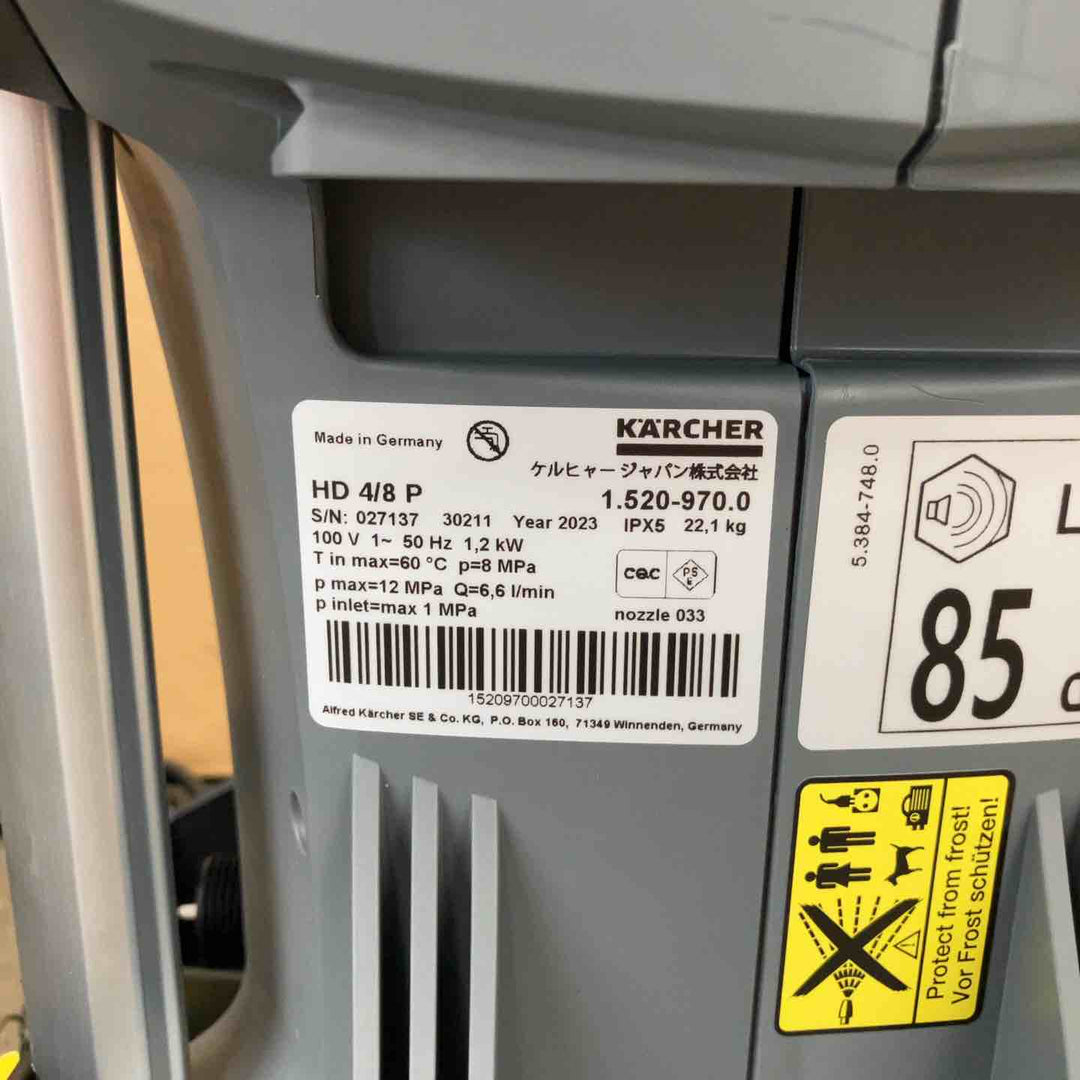 Made in Germany
KÄRCHER
ケルヒャー ジャパン株式会社
HD 4/8 P
1.520-970.0
S/N: 027137 30211 Year 2023 IPX5 22,1 kg
100 V 1~ 50 Hz 1,2 kW
T in max=60 °C p=8 MPa
p max=12 MPa Q=6,6 l/min
p inlet=max 1 MPa
CQC
PS
E
nozzle 033
15209700027137
Alfred Kärcher SE & Co. KG, P.O. Box 160, 71349 Winnenden, Germany
5.384-748.0
L
85
Protect from frost!
Vor Frost schützen!